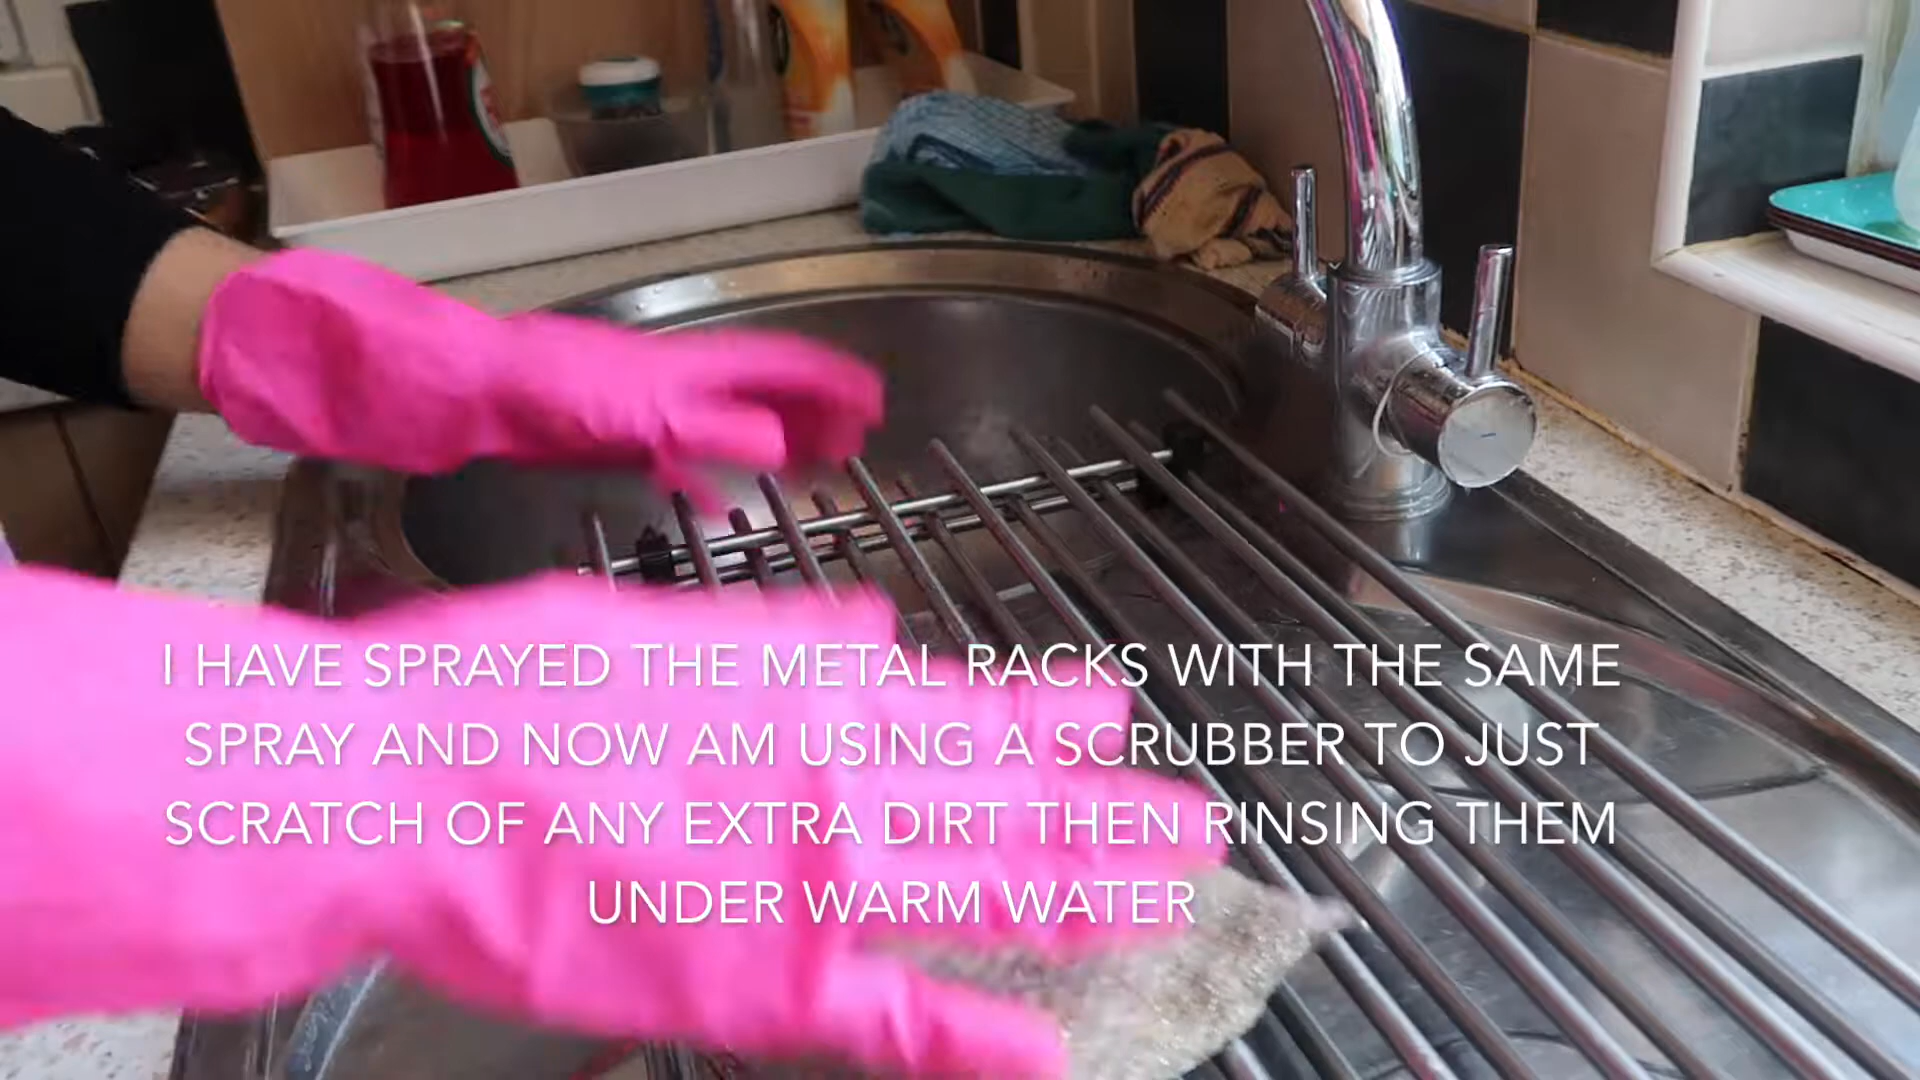 I HAVE SPRAYED THE METAL RACKS WITH THE SAME
SPRAY AND NOW AM USING A SCRUBBER TO JUST
SCRATCH OF ANY EXTRA DIRT THEN RINSING THEM
UNDER WARM WATER